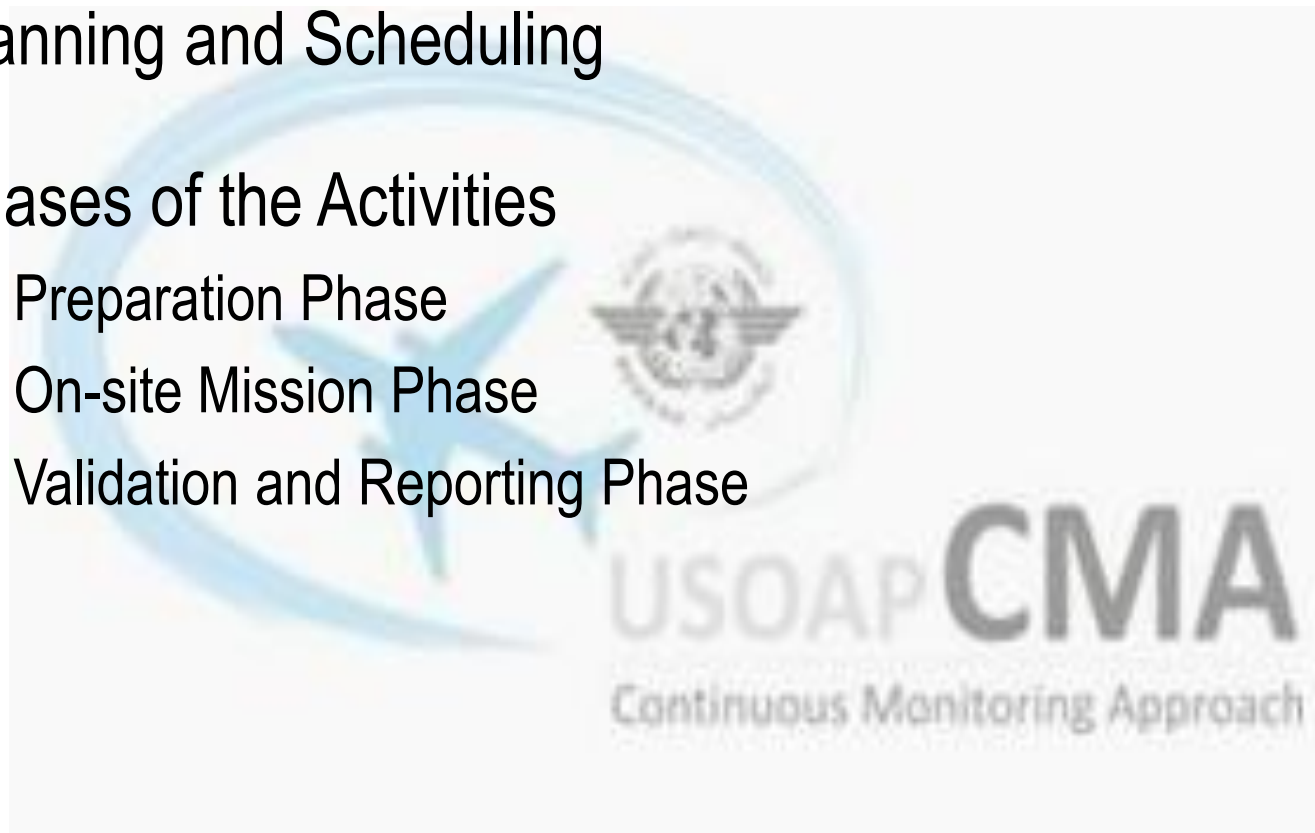 anning and Scheduling
ases of the Activities
Preparation Phase
On-site Mission Phase
Validation and Reporting Phase
USOAP CMA
Continuous Monitoring Approach